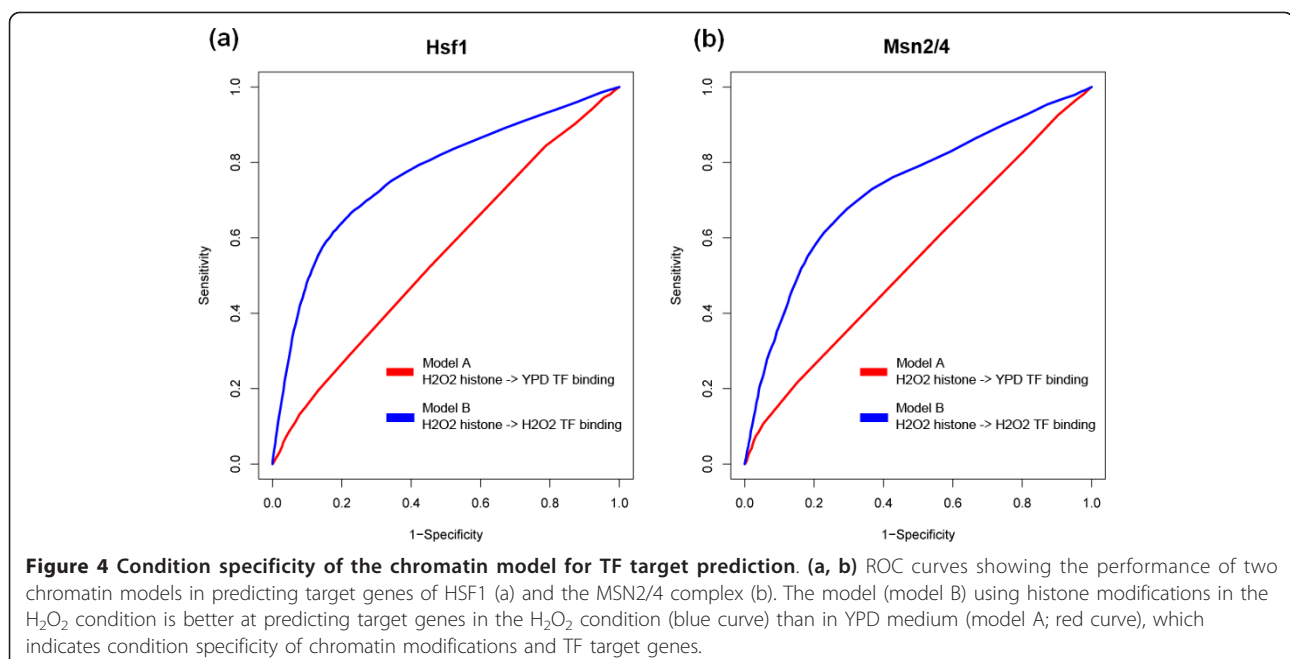 (a)
Hsf1
Sensitivity
0.0
0.2
0.4
0.6
0.8
1.0
Model A
H2O2 histone -> YPD TF binding
Model B
H2O2 histone -> H2O2 TF binding
0.0 0.2 0.4 0.6 0.8 1.0
1−Specificity
(b)
Msn2/4
Sensitivity
0.0
0.2
0.4
0.6
0.8
1.0
Model A
H2O2 histone -> YPD TF binding
Model B
H2O2 histone -> H2O2 TF binding
0.0 0.2 0.4 0.6 0.8 1.0
1−Specificity
Figure 4 Condition specificity of the chromatin model for TF target prediction. (a, b) ROC curves showing the performance of two
chromatin models in predicting target genes of HSF1 (a) and the MSN2/4 complex (b). The model (model B) using histone modifications in the
H₂O₂ condition is better at predicting target genes in the H₂O₂ condition (blue curve) than in YPD medium (model A; red curve), which
indicates condition specificity of chromatin modifications and TF target genes.